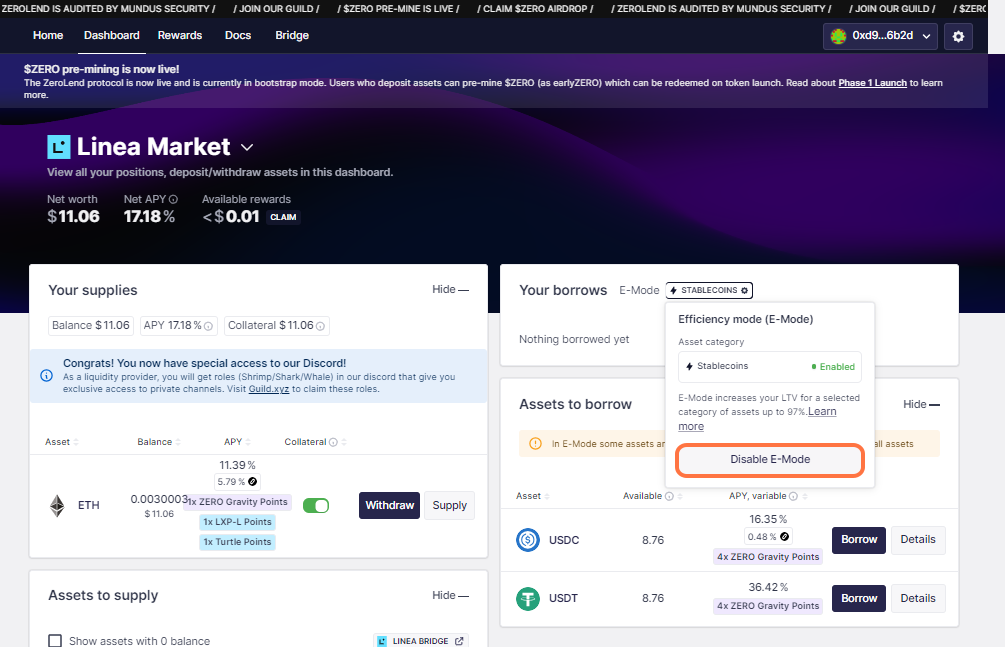 ZEROLEND IS AUDITED BY MUNDUS SECURITY / / JOIN OUR GUILD / / $ZERO PRE-MINE IS LIVE / / CLAIM $ZERO AIRDROP / / ZEROLEND IS AUDITED BY MUNDUS SECURITY / / JOIN OUR GUILD / / $ZERO
Home Dashboard Rewards Docs Bridge 0xd9...6b2d
$ZERO pre-mining is now live!
The ZeroLend protocol is now live and is currently in bootstrap mode. Users who deposit assets can pre-mine $ZERO (as earlyZERO) which can be redeemed on token launch. Read about Phase 1 Launch to learn
more.
Linea Market
View all your positions, deposit/withdraw assets in this dashboard.
Net worth Net APY Available rewards
$11.06 17.18% <$0.01 CLAIM
Your supplies Hide
Balance $11.06 APY 17.18% Collateral $11.06
Congrats! You now have special access to our Discord!
As a liquidity provider, you will get roles (Shrimp/Shark/Whale) in our discord that give you
exclusive access to private channels. Visit Guild.xyz to claim these roles.
Asset Balance APY Collateral
11.39%
5.79%
ETH 0.0030003 1x ZERO Gravity Points Withdraw Supply
$11.06
1x LXP-L Points
1x Turtle Points
Assets to supply Hide
Show assets with 0 balance LINEA BRIDGE
Your borrows E-Mode STABLECOINS
Nothing borrowed yet
Efficiency mode (E-Mode)
Asset category
Stablecoins Enabled
E-Mode increases your LTV for a selected
category of assets up to 97%. Learn
more
Disable E-Mode
Assets to borrow Hide
In E-Mode some assets ar all assets
Asset Available APY, variable
16.35%
USDC 8.76 0.48% Borrow Details
4x ZERO Gravity Points
36.42%
USDT 8.76 Borrow Details
4x ZERO Gravity Points